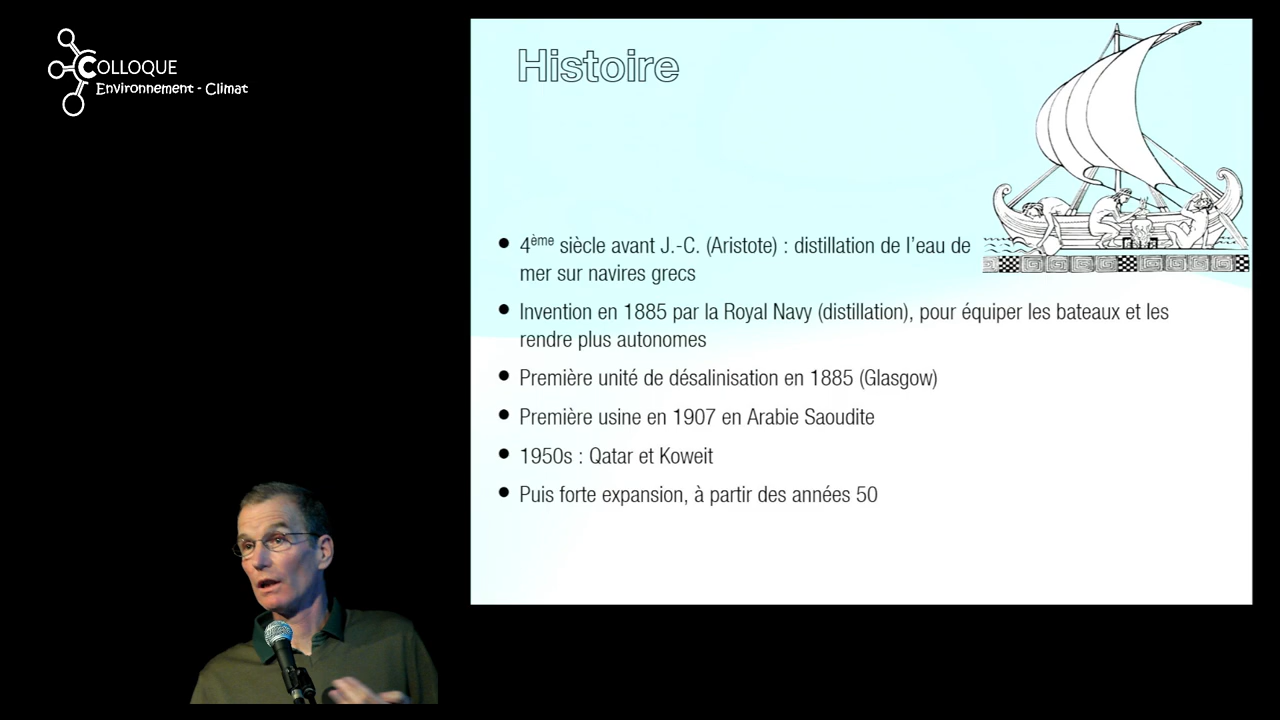 COLLOQUE
Environnement - Climat
Histoire
4ème siècle avant J.-C. (Aristote) : distillation de l'eau de
mer sur navires grecs
Invention en 1885 par la Royal Navy (distillation), pour équiper les bateaux et les
rendre plus autonomes
Première unité de désalinisation en 1885 (Glasgow)
Première usine en 1907 en Arabie Saoudite
1950s : Qatar et Koweit
Puis forte expansion, à partir des années 50